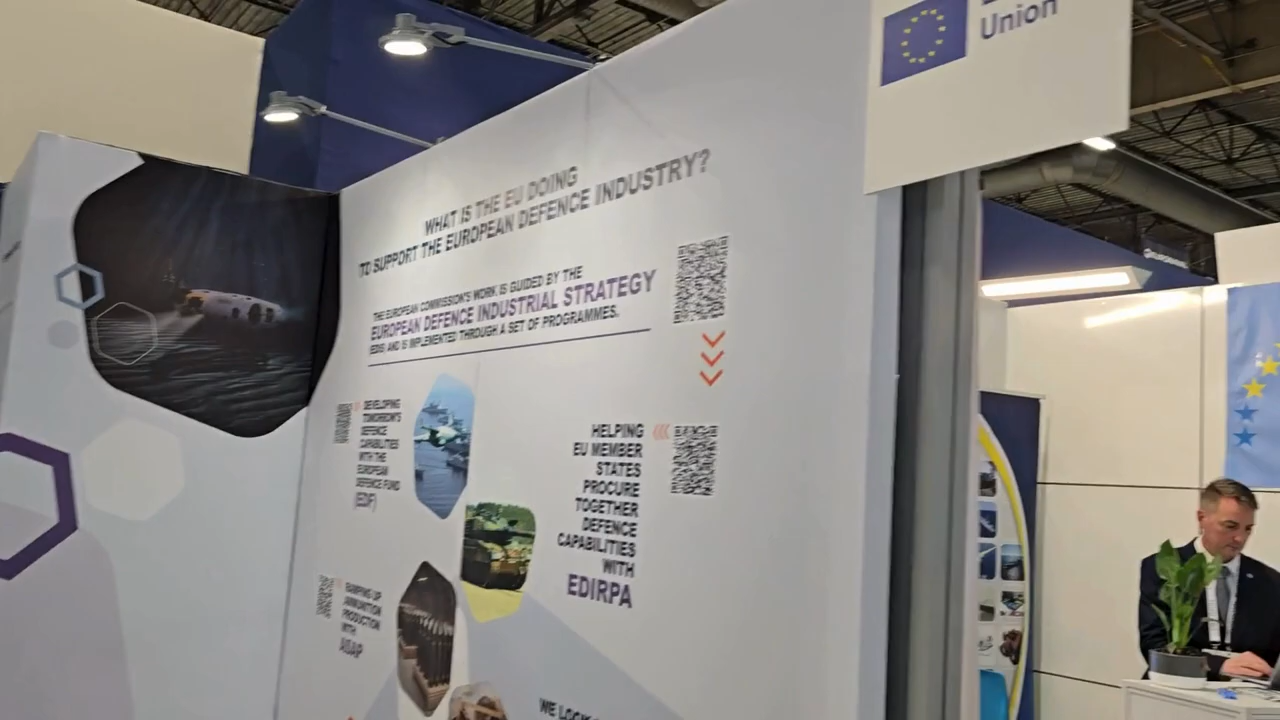 Union
WHAT IS THE EU DOING
TO SUPPORT THE EUROPEAN DEFENCE INDUSTRY?
THE EUROPEAN COMMISSION'S WORK IS GUIDED BY THE
EUROPEAN DEFENCE INDUSTRIAL STRATEGY
(EDIS) AND IS IMPLEMENTED THROUGH A SET OF PROGRAMMES.
DEVELOPING
TOMORROW'S
DEFENCE
CAPABILITIES
WITH THE
EUROPEAN
DEFENCE FUND
(EDF)
HELPING
EU MEMBER
STATES
PROCURE
TOGETHER
DEFENCE
CAPABILITIES
WITH
EDIRPA
RAMPING UP
AMMUNITION
PRODUCTION
WITH
ASAP
WE LOOK